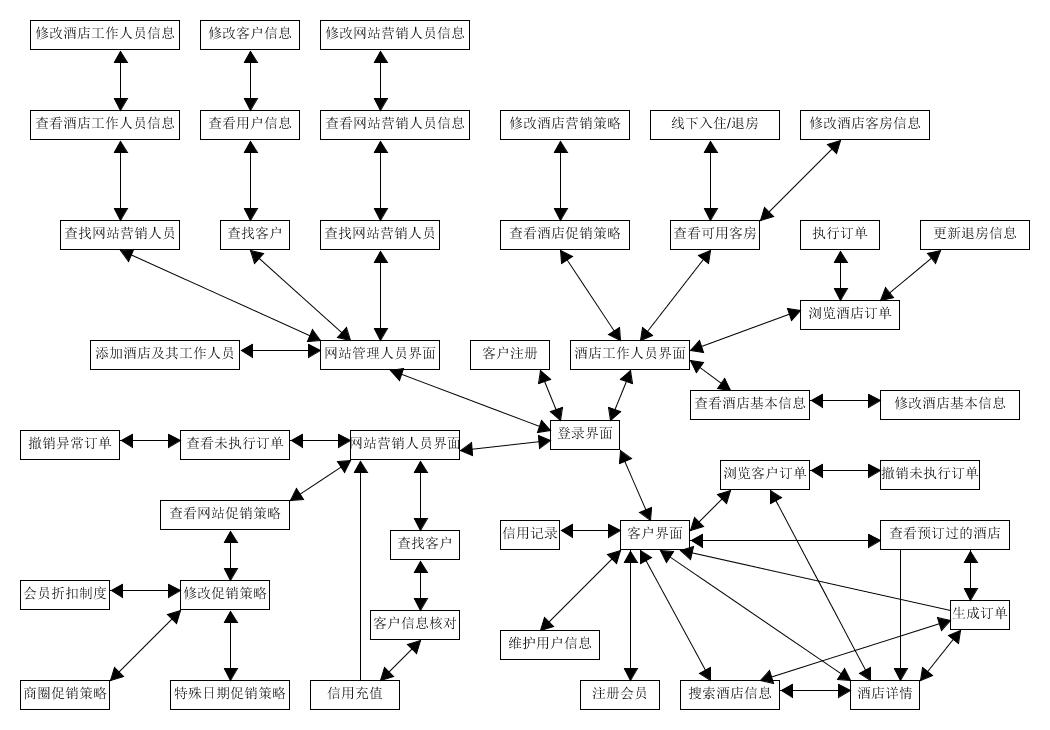 修改酒店工作人员信息
修改客户信息
修改网站营销人员信息
查看酒店工作人员信息
查看用户信息
查看网站营销人员信息
修改酒店营销策略
线下入住/退房
修改酒店客房信息
查找网站营销人员
查找客户
查找网站营销人员
查看酒店促销策略
查看可用客房
执行订单
更新退房信息
浏览酒店订单
添加酒店及其工作人员
网站管理人员界面
客户注册
酒店工作人员界面
查看酒店基本信息
修改酒店基本信息
撤销异常订单
查看未执行订单
网站营销人员界面
登录界面
浏览客户订单
撤销未执行订单
查看网站促销策略
查找客户
信用记录
客户界面
查看预订过的酒店
会员折扣制度
修改促销策略
客户信息核对
生成订单
维护用户信息
商圈促销策略
特殊日期促销策略
信用充值
注册会员
搜索酒店信息
酒店详情